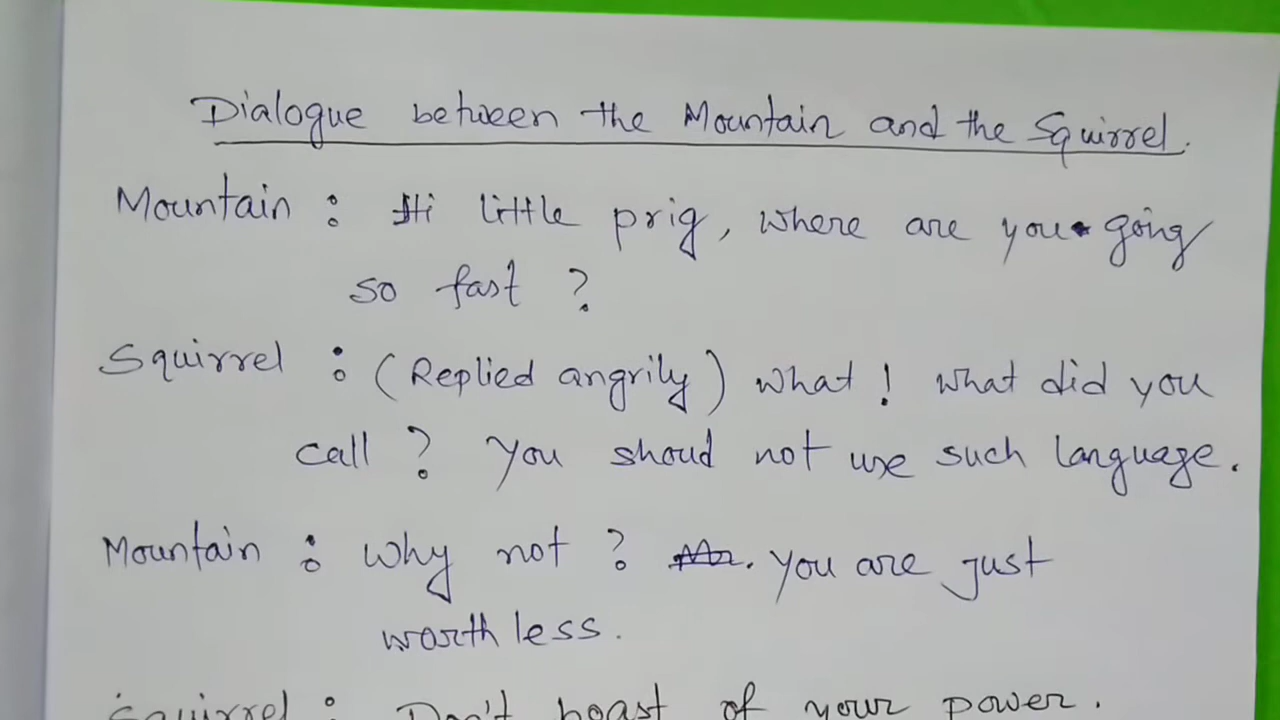 Dialogue between the Mountain and the Squirrel.
Mountain : Hi little prig, where are you going
so fast ?
Squirrel : (Replied angrily) what ! what did you
call ? You shoud not use such language.
Mountain : Why not ? You are just
worthless.
Squirrel : Don't boast of your power.